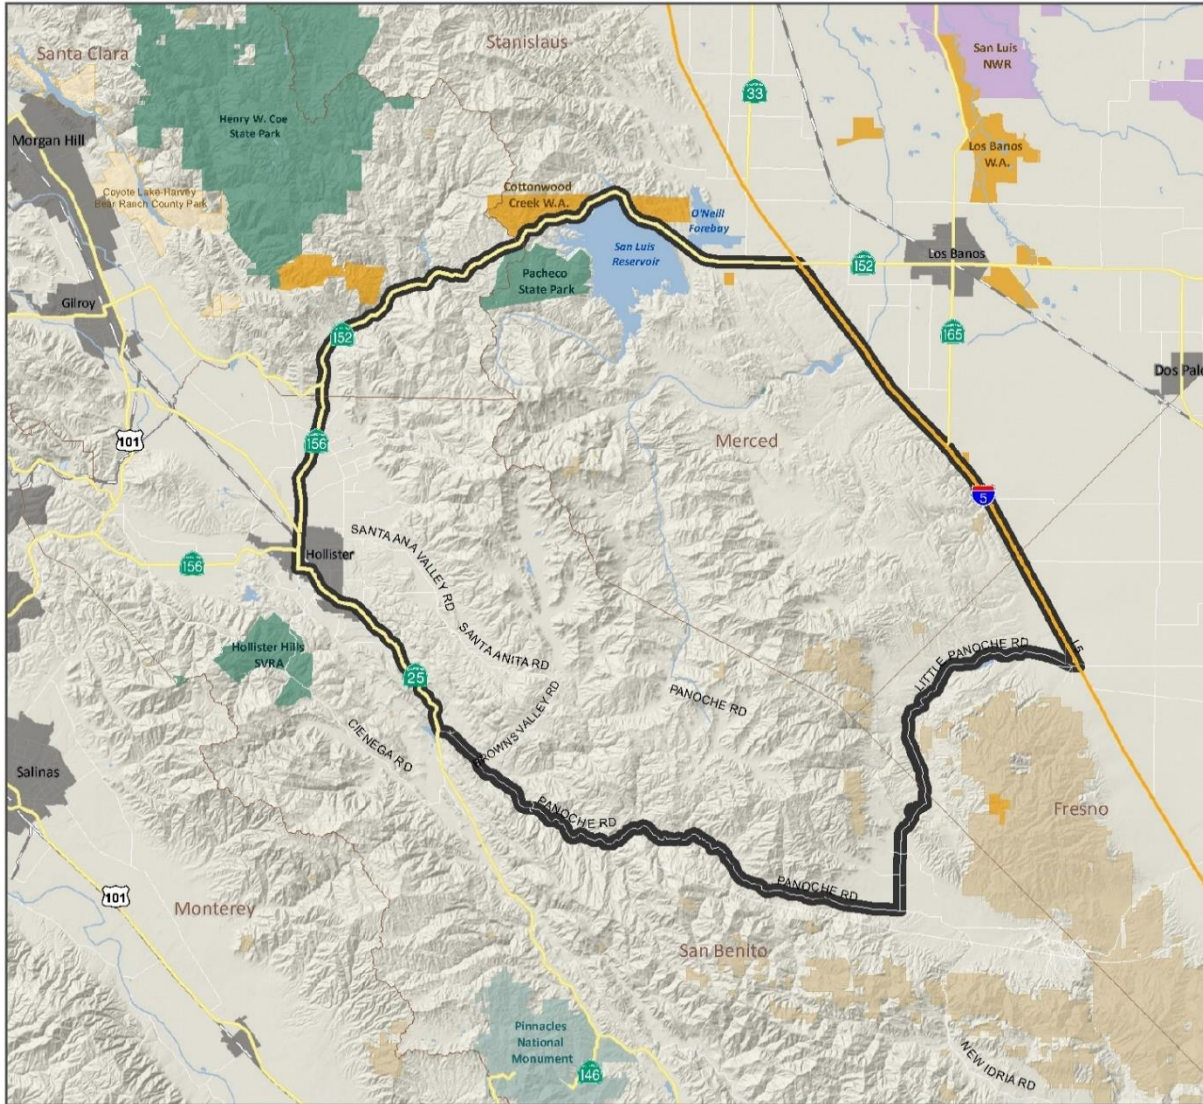 Stanislaus
Santa Clara
San Luis
NWR
33
Henry W. Coe
State Park
Morgan Hill
Los Banos
W.A.
Coyote Lake-Harvey
Bear Ranch County Park
Cottonwood
Creek W.A.
O'Neill
Forebay
San Luis
Reservoir
Los Banos
152
Pacheco
State Park
Gilroy
152
165
Dos Palo
101
156
Merced
5
SANTA ANA VALLEY RD
Hollister
156
SANTA ANITA RD
Hollister Hills
SVRA
25
I-5
LITTLE PANOCHE RD
PANOCHE RD
BROWNS VALLEY RD
CIENEGA RD
Salinas
PANOCHE RD
Fresno
PANOCHE RD
101
Monterey
San Benito
Pinnacles
National
Monument
146
NEW IDRIA RD